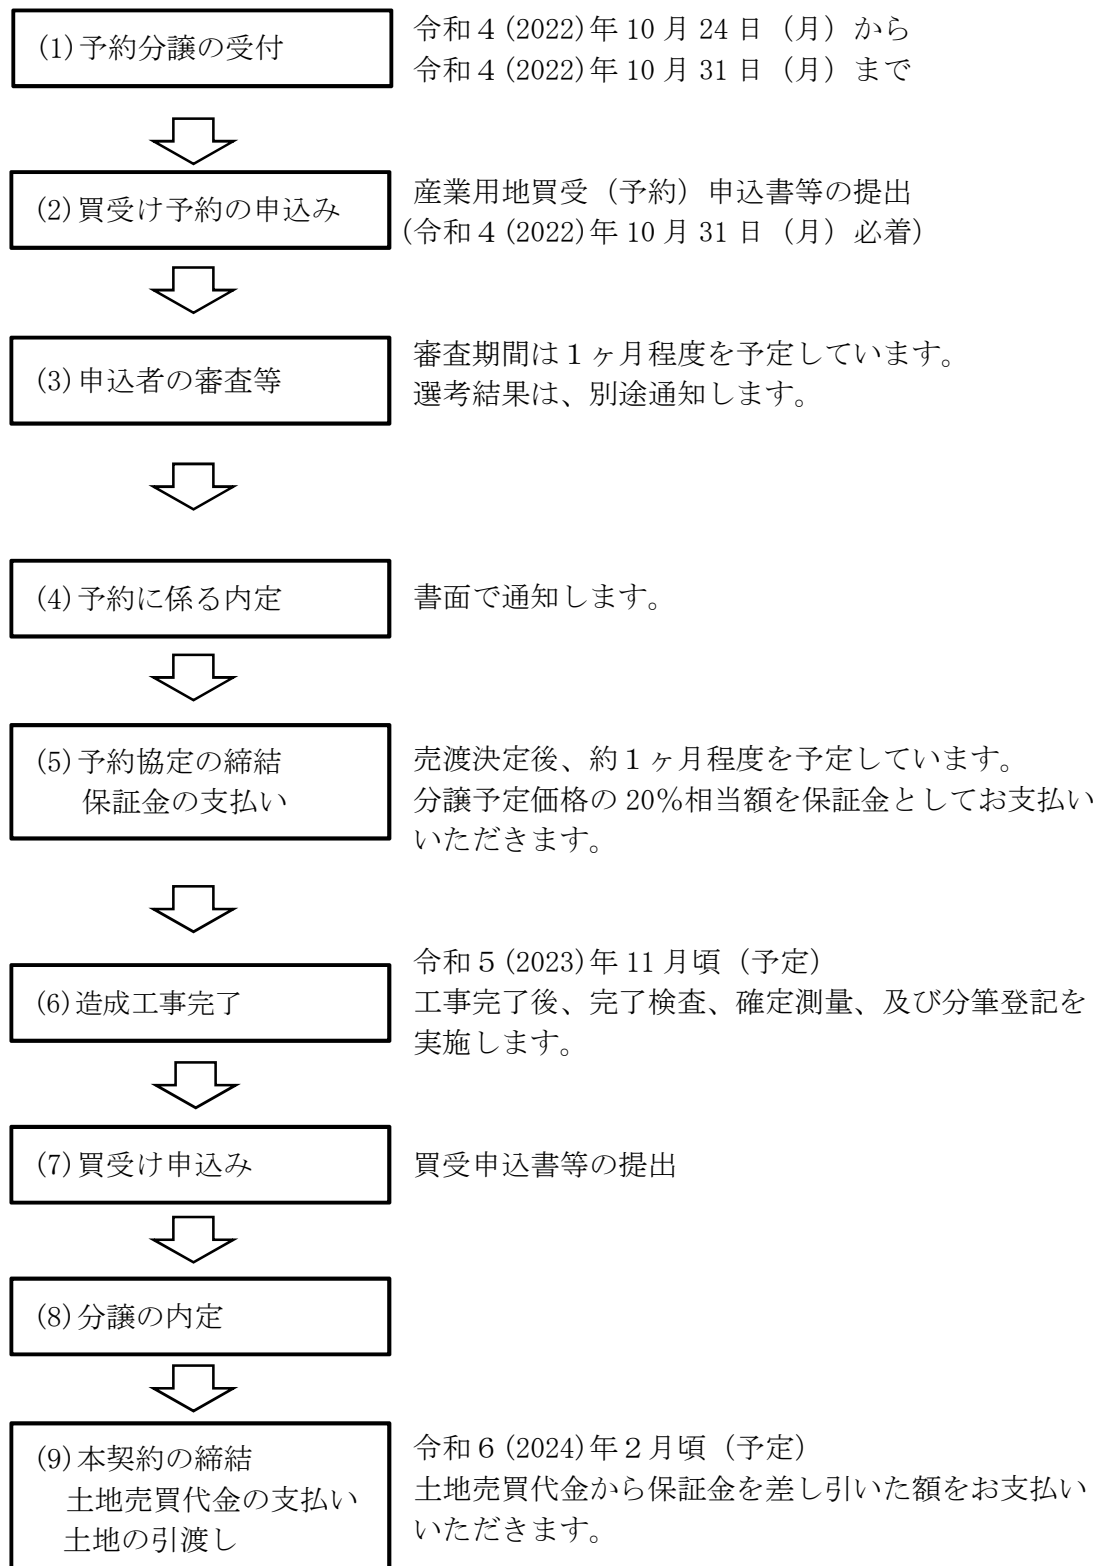 (1)予約分譲の受付
令和４(2022)年 10 月 24 日（月）から
令和４(2022)年 10 月 31 日（月）まで
(2)買受け予約の申込み
産業用地買受（予約）申込書等の提出
(令和４(2022)年 10 月 31 日（月）必着）
(3)申込者の審査等
審査期間は１ヶ月程度を予定しています。
選考結果は、別途通知します。
(4)予約に係る内定
書面で通知します。
(5)予約協定の締結
保証金の支払い
売渡決定後、約１ヶ月程度を予定しています。
分譲予定価格の 20％相当額を保証金としてお支払い
いただきます。
(6)造成工事完了
令和５(2023)年 11 月頃（予定）
工事完了後、完了検査、確定測量、及び分筆登記を
実施します。
(7)買受け申込み
買受申込書等の提出
(8)分譲の内定
(9)本契約の締結
土地売買代金の支払い
土地の引渡し
令和６(2024)年２月頃（予定）
土地売買代金から保証金を差し引いた額をお支払い
いただきます。